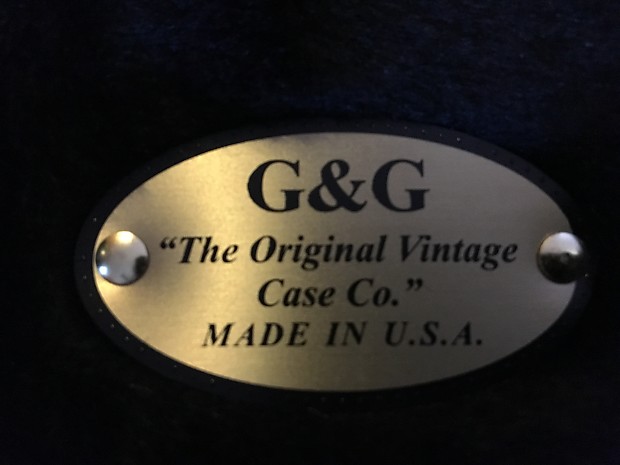 G&G
“The Original Vintage
Case Co.”
MADE IN U.S.A.